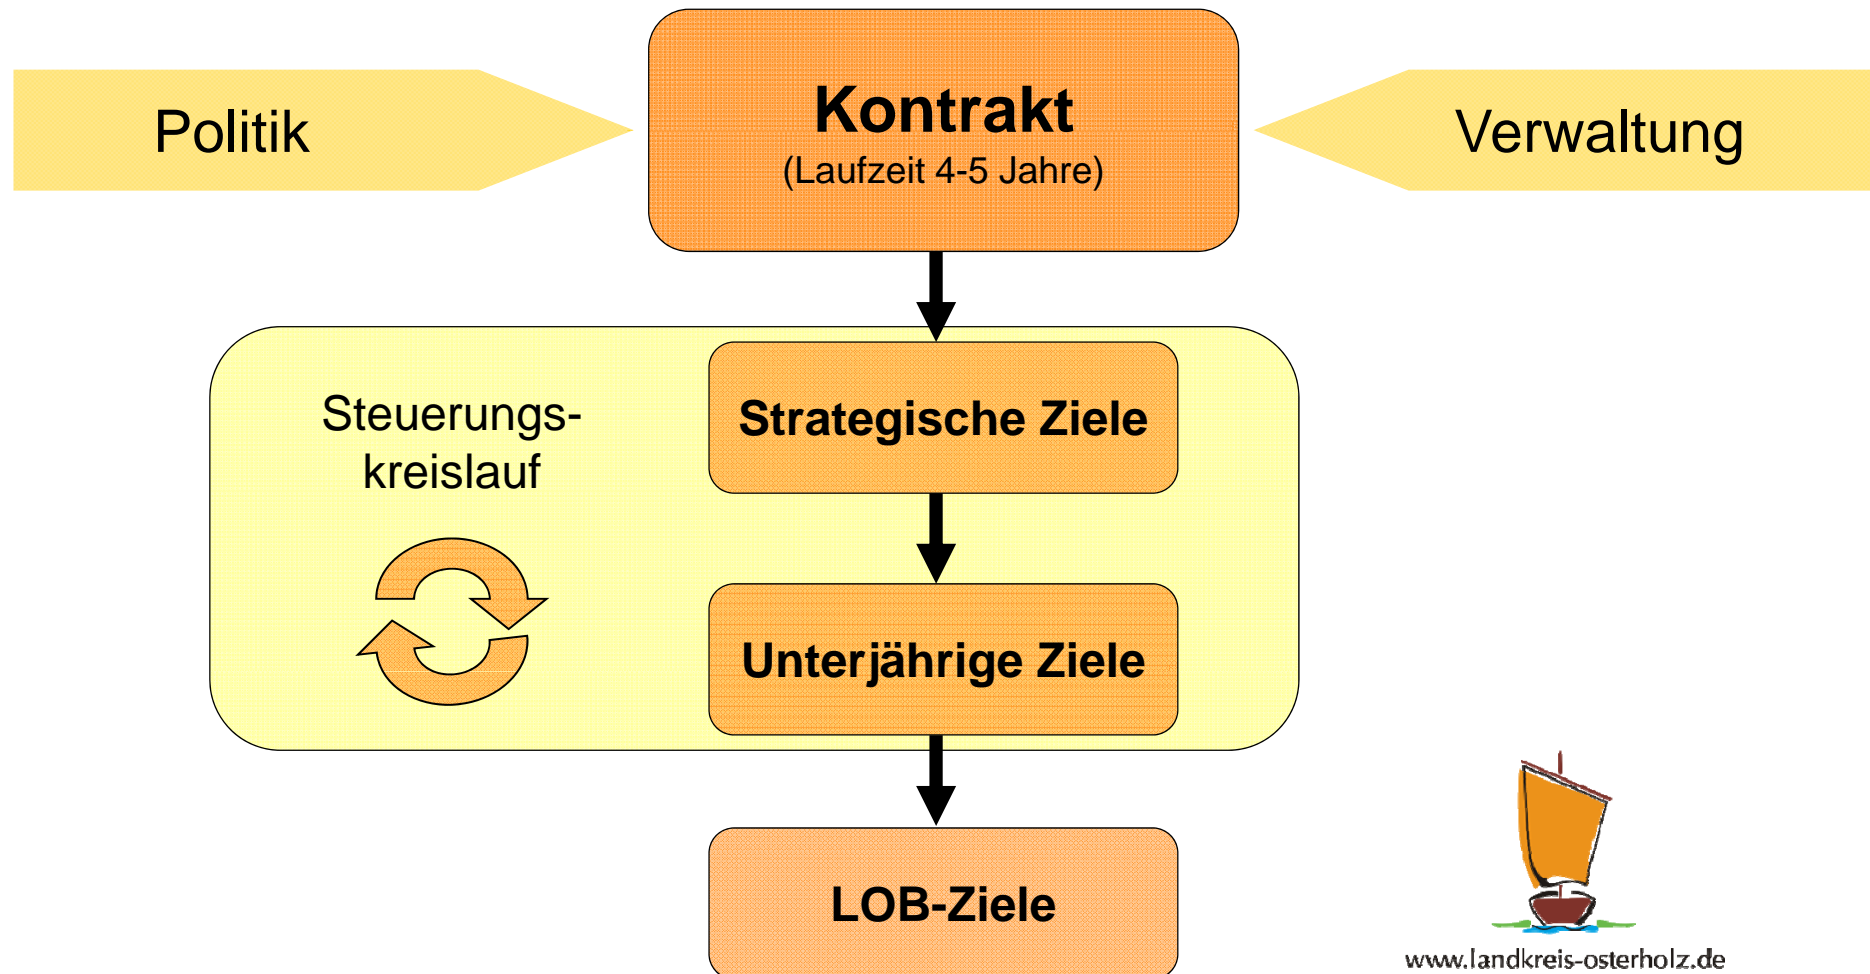 Politik
Kontrakt
(Laufzeit 4-5 Jahre)
Verwaltung
Steuerungs-
kreislauf
Strategische Ziele
Unterjährige Ziele
LOB-Ziele
www.landkreis-osterholz.de